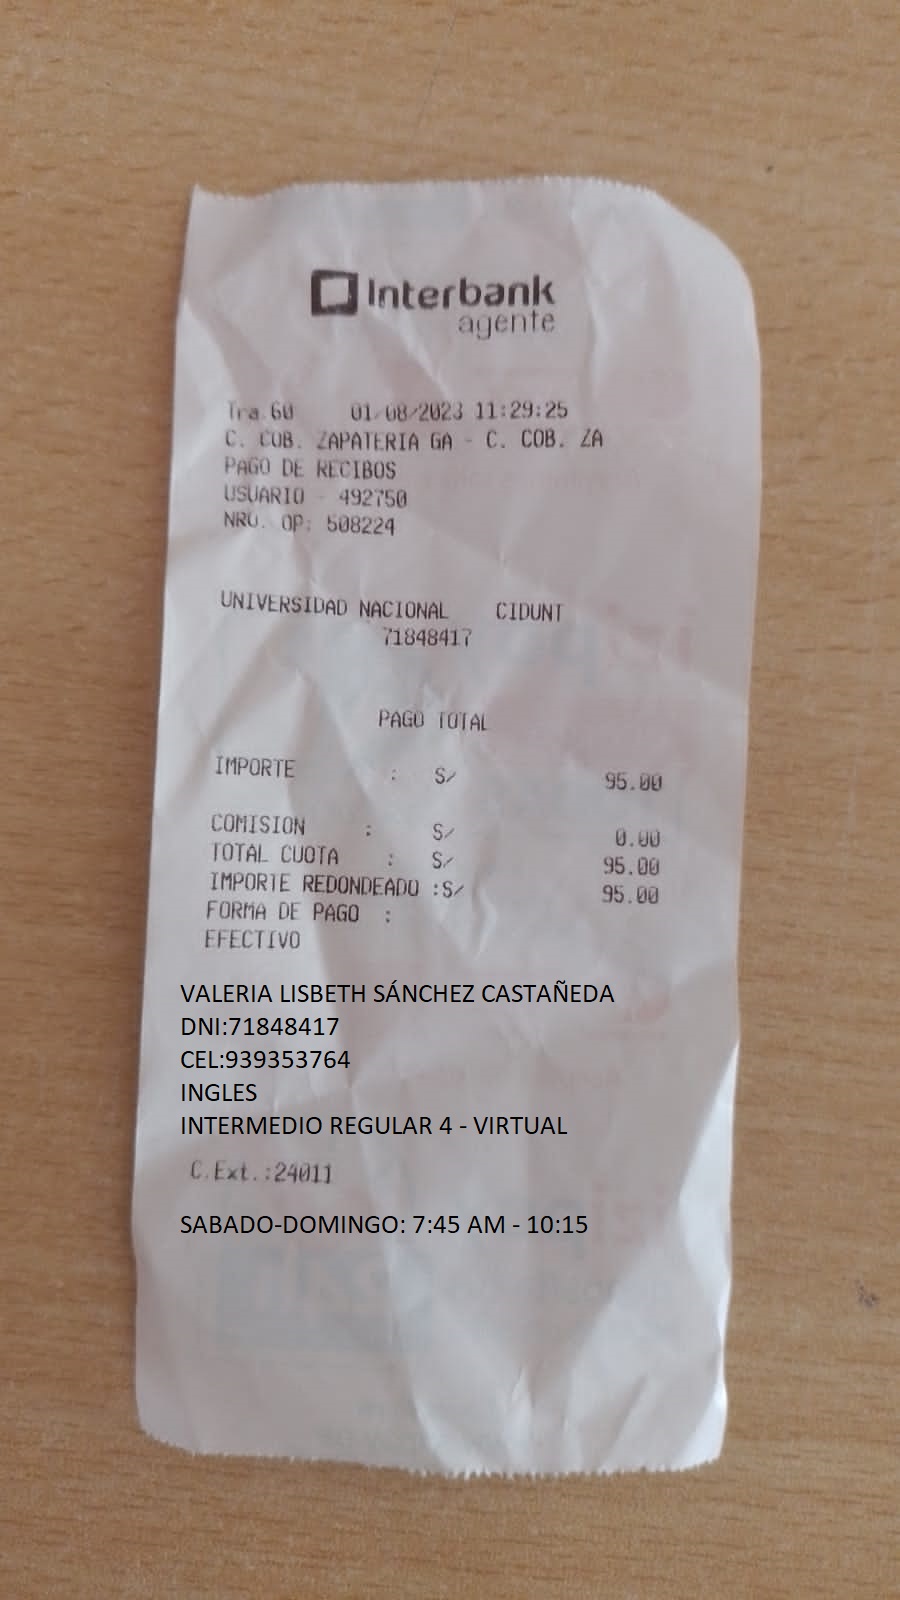 Interbank
agente
Tra.60 01/08/2023 11:29:25
C. COB. ZAPATERIA GA - C. COB. ZA
PAGO DE RECIBOS
USUARIO - 492750
NRO. OP: 508224
UNIVERSIDAD NACIONAL CIDUNT
71848417
PAGO TOTAL
IMPORTE : S/ 95.00
COMISION : S/ 0.00
TOTAL CUOTA : S/ 95.00
IMPORTE REDONDEADO :S/ 95.00
FORMA DE PAGO :
EFECTIVO
VALERIA LISBETH SÁNCHEZ CASTAÑEDA
DNI:71848417
CEL:939353764
INGLES
INTERMEDIO REGULAR 4 - VIRTUAL
C.Ext.:24011
SABADO-DOMINGO: 7:45 AM - 10:15